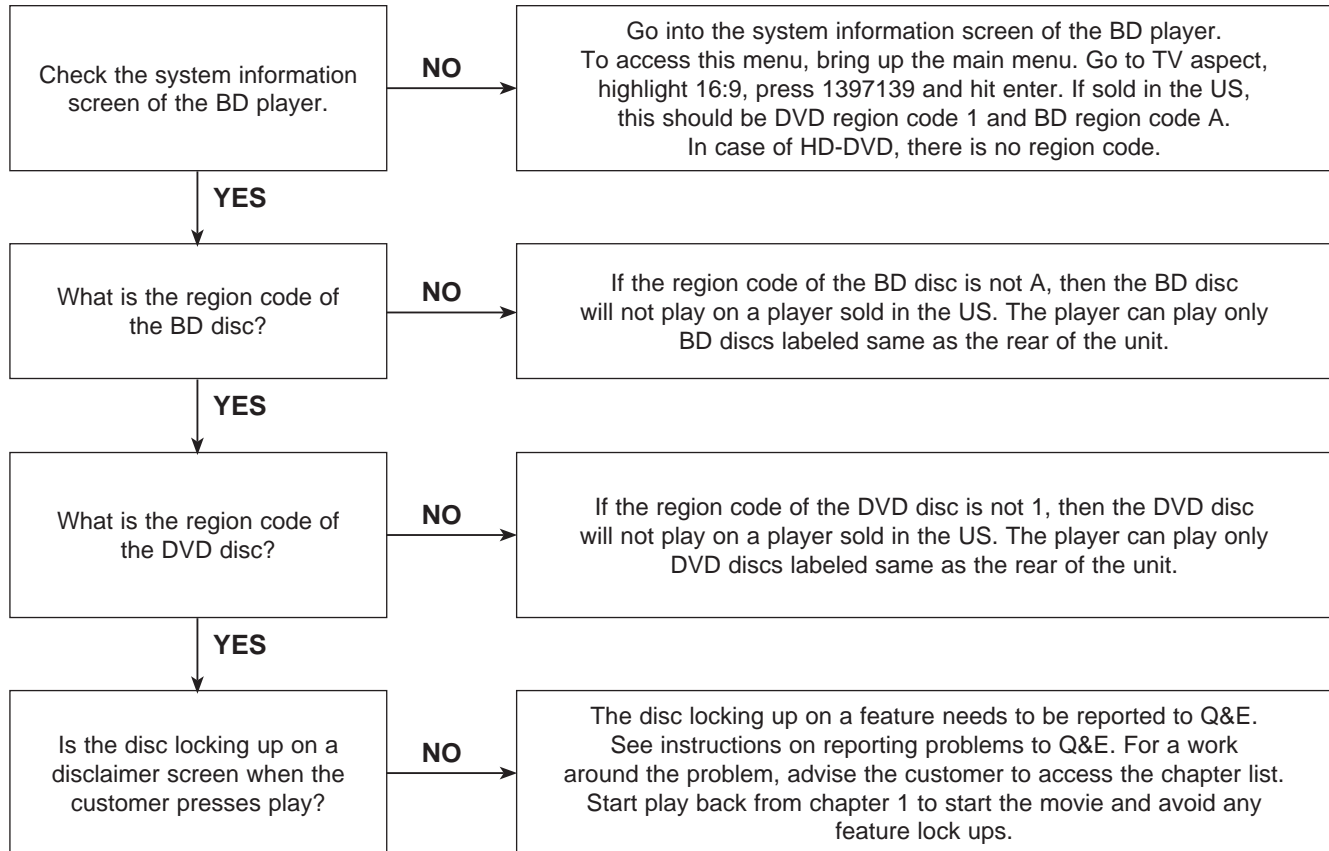 Check the system information
screen of the BD player.
NO
Go into the system information screen of the BD player.
To access this menu, bring up the main menu. Go to TV aspect,
highlight 16:9, press 1397139 and hit enter. If sold in the US,
this should be DVD region code 1 and BD region code A.
In case of HD-DVD, there is no region code.
YES
What is the region code of
the BD disc?
NO
If the region code of the BD disc is not A, then the BD disc
will not play on a player sold in the US. The player can play only
BD discs labeled same as the rear of the unit.
YES
What is the region code of
the DVD disc?
NO
If the region code of the DVD disc is not 1, then the DVD disc
will not play on a player sold in the US. The player can play only
DVD discs labeled same as the rear of the unit.
YES
Is the disc locking up on a
disclaimer screen when the
customer presses play?
NO
The disc locking up on a feature needs to be reported to Q&E.
See instructions on reporting problems to Q&E. For a work
around the problem, advise the customer to access the chapter list.
Start play back from chapter 1 to start the movie and avoid any
feature lock ups.